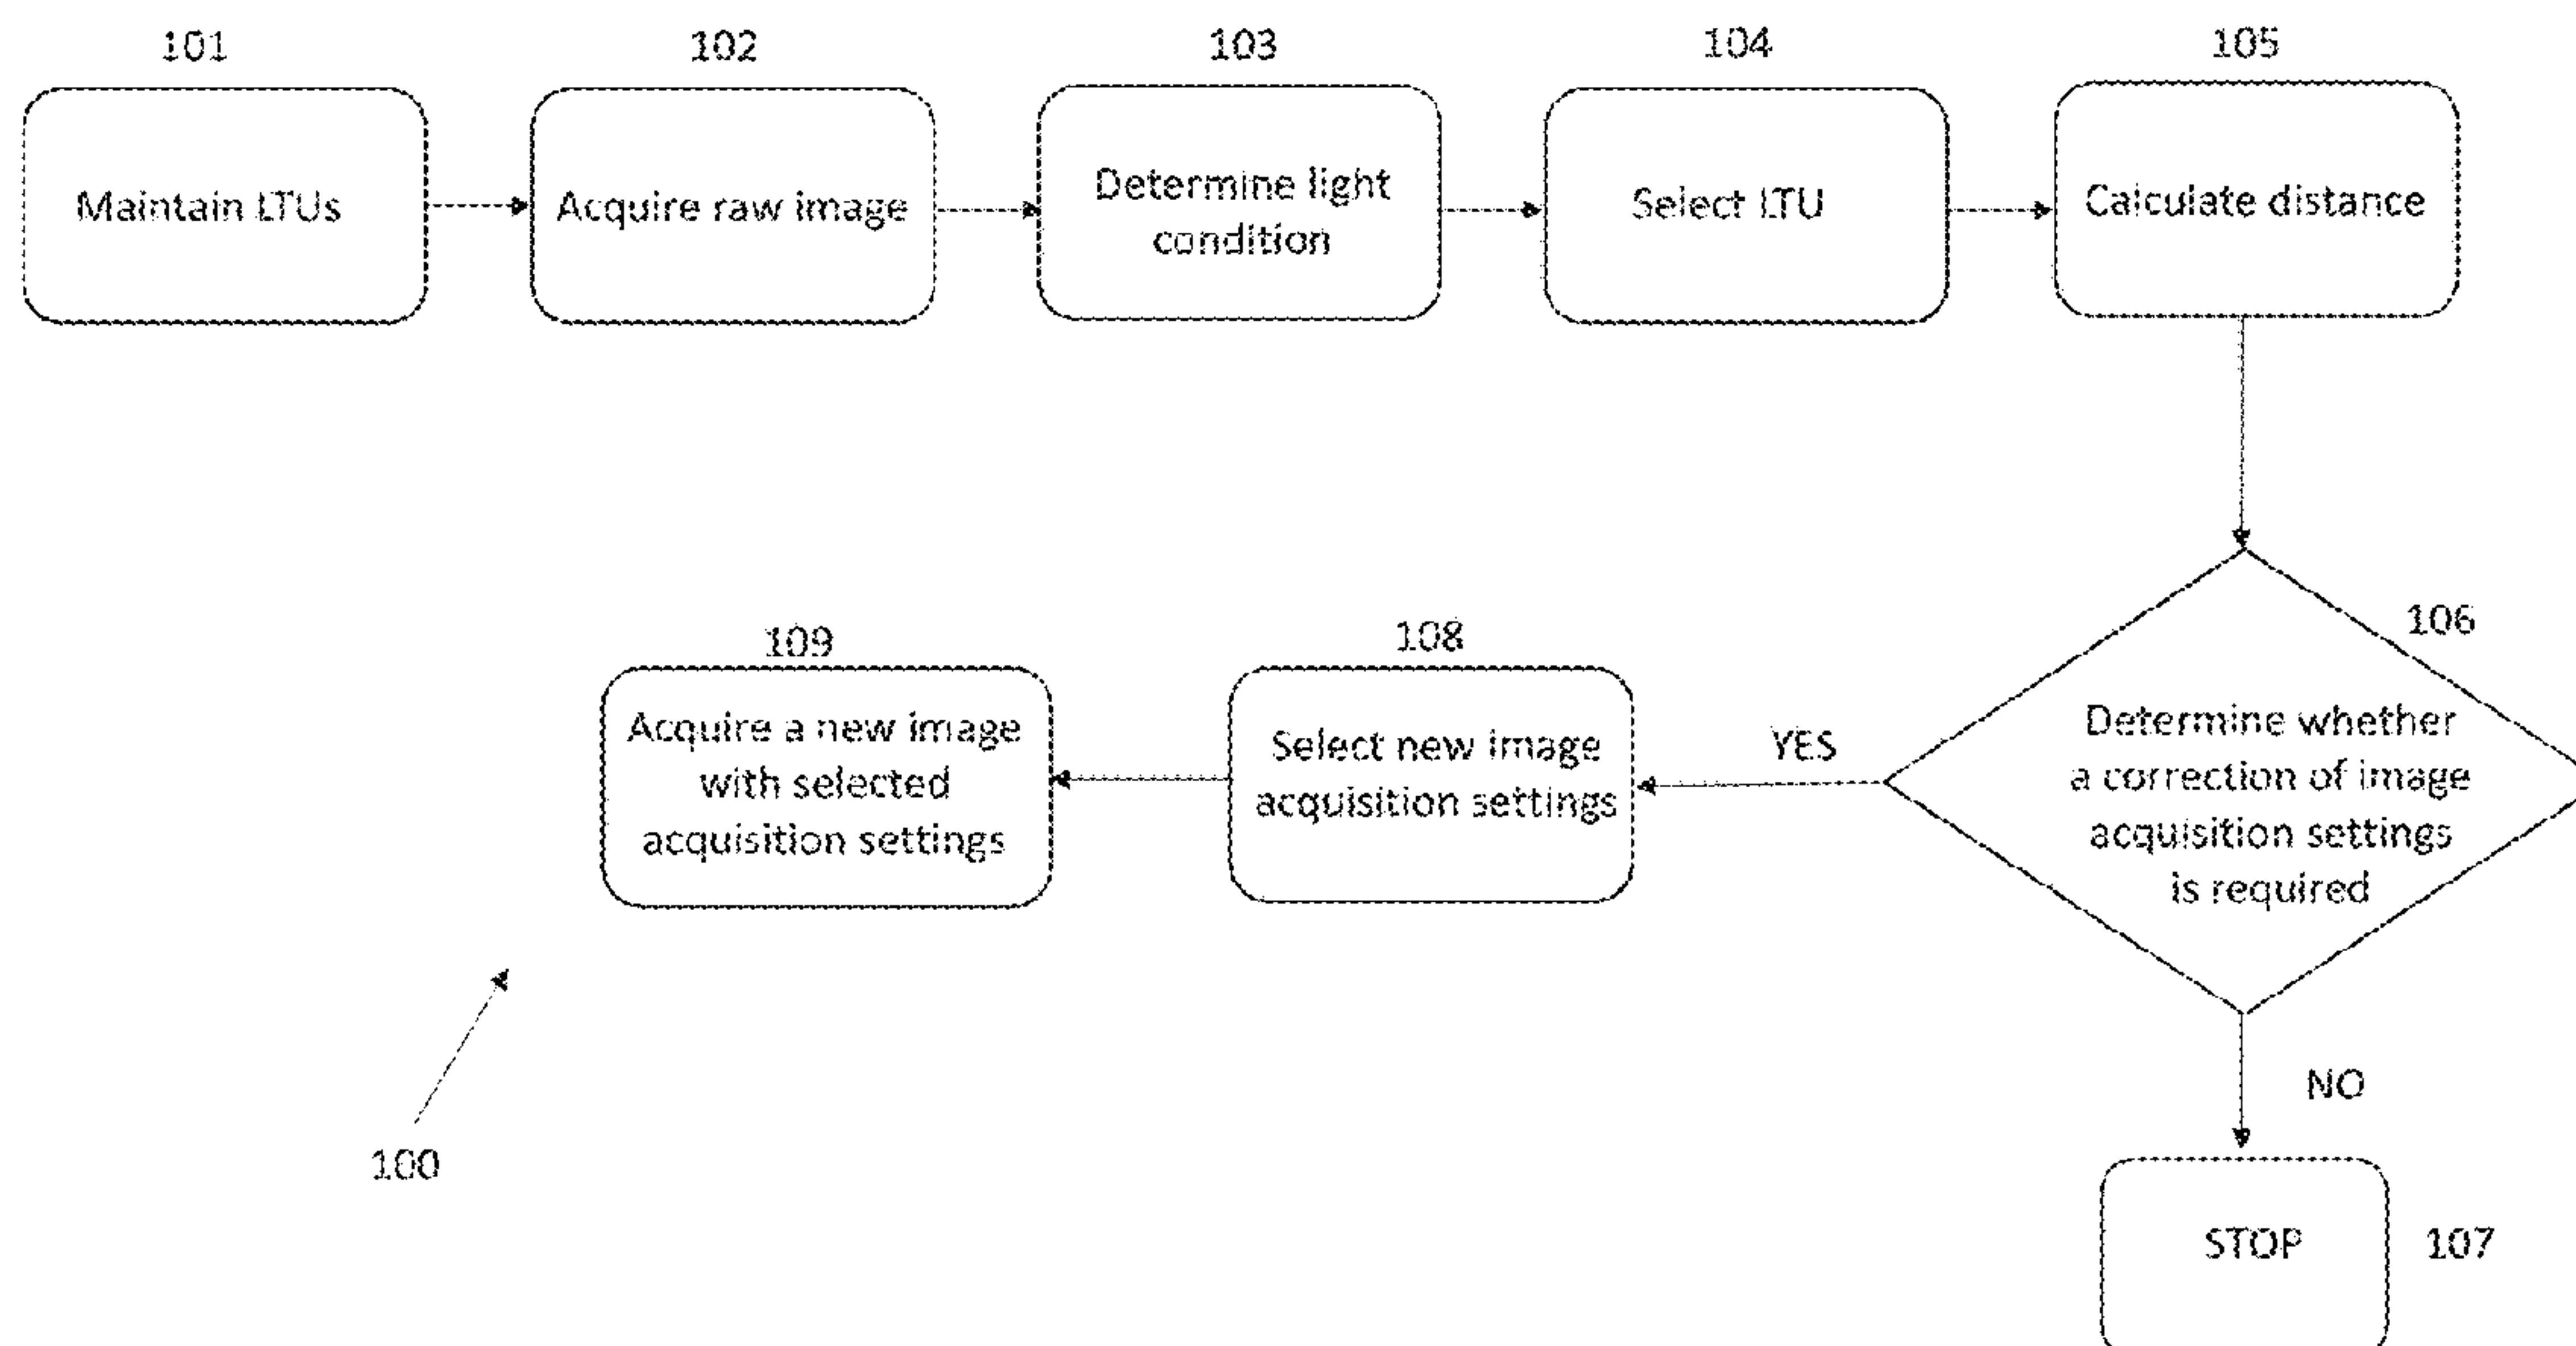 101
Maintain LTUs
102
Acquire raw image
103
Determine light
condition
104
Select LTU
105
Calculate distance
106
Determine whether
a correction of image
acquisition settings
is required
YES
108
Select new image
acquisition settings
109
Acquire a new image
with selected
acquisition settings
NO
STOP
107
100